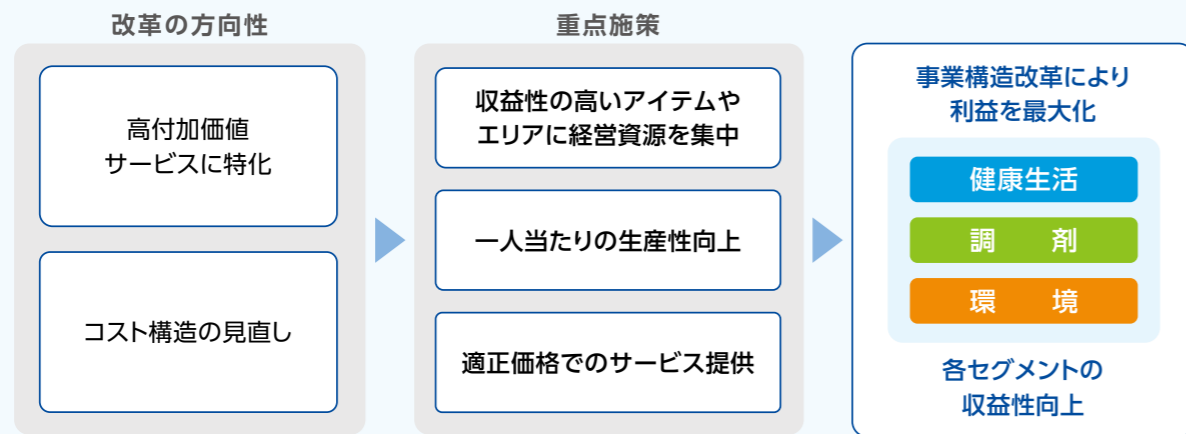 改革の方向性
高付加価値
サービスに特化
コスト構造の見直し
重点施策
収益性の高いアイテムや
エリアに経営資源を集中
一人当たりの生産性向上
適正価格でのサービス提供
事業構造改革により
利益を最大化
健康生活
調　剤
環　境
各セグメントの
収益性向上